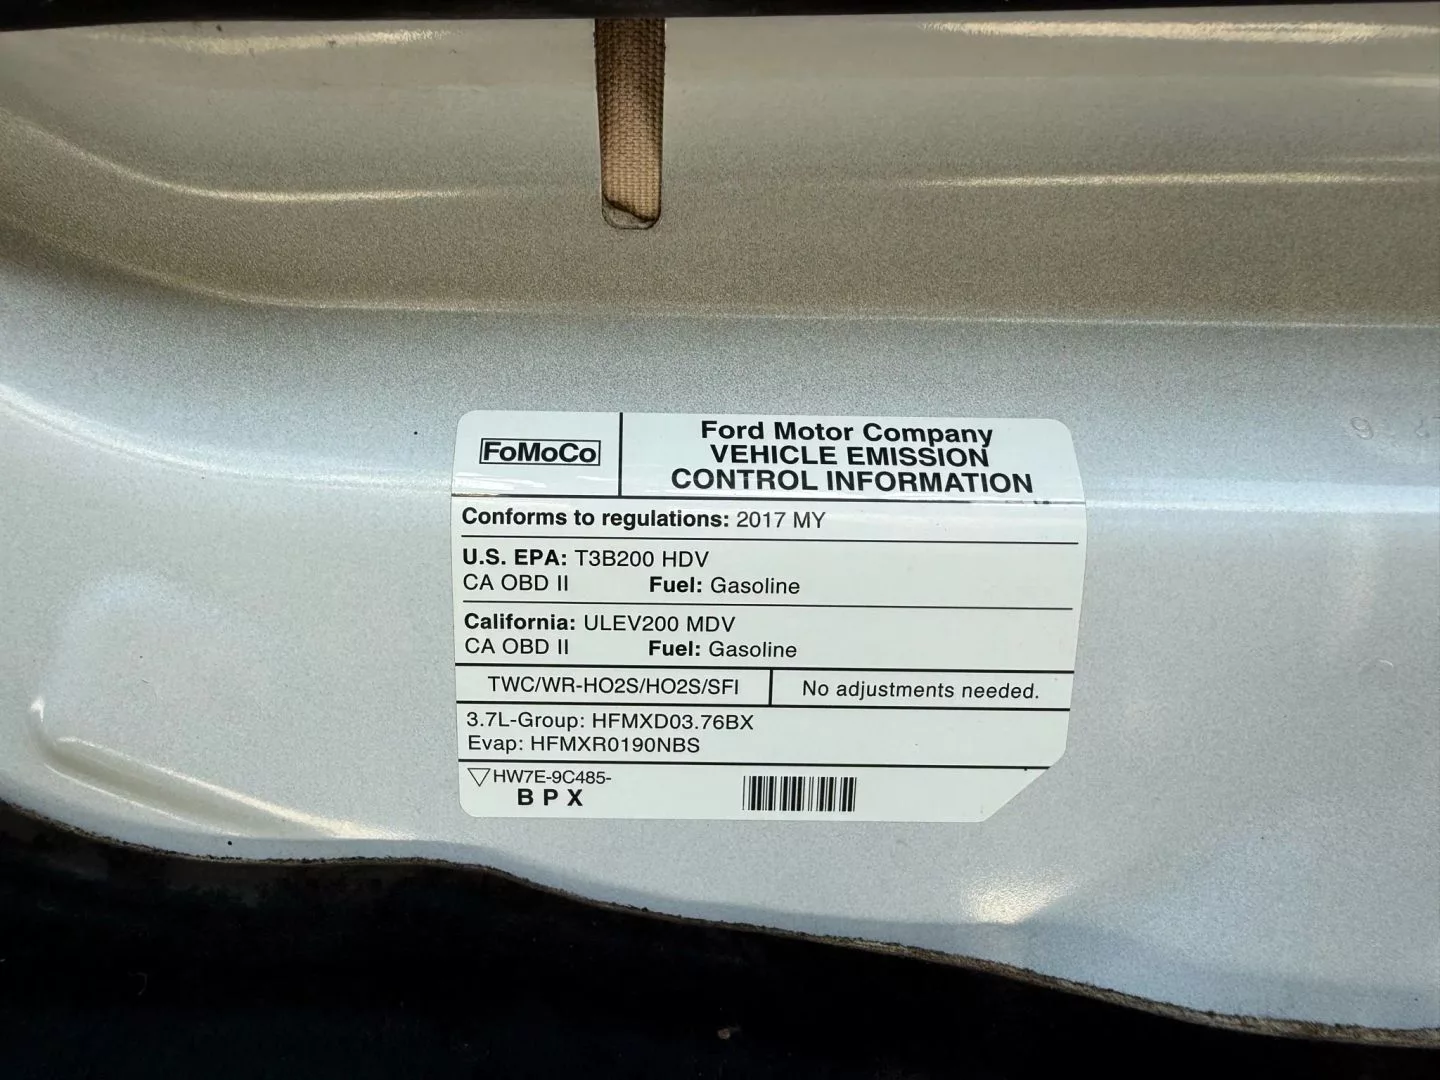 FoMoCo
Ford Motor Company
VEHICLE EMISSION
CONTROL INFORMATION
Conforms to regulations: 2017 MY
U.S. EPA: T3B200 HDV
CA OBD II Fuel: Gasoline
California: ULEV200 MDV
CA OBD II Fuel: Gasoline
TWC/WR-HO2S/HO2S/SFI No adjustments needed.
3.7L-Group: HFMXD03.76BX
Evap: HFMXR0190NBS
HW7E-9C485-
B P X